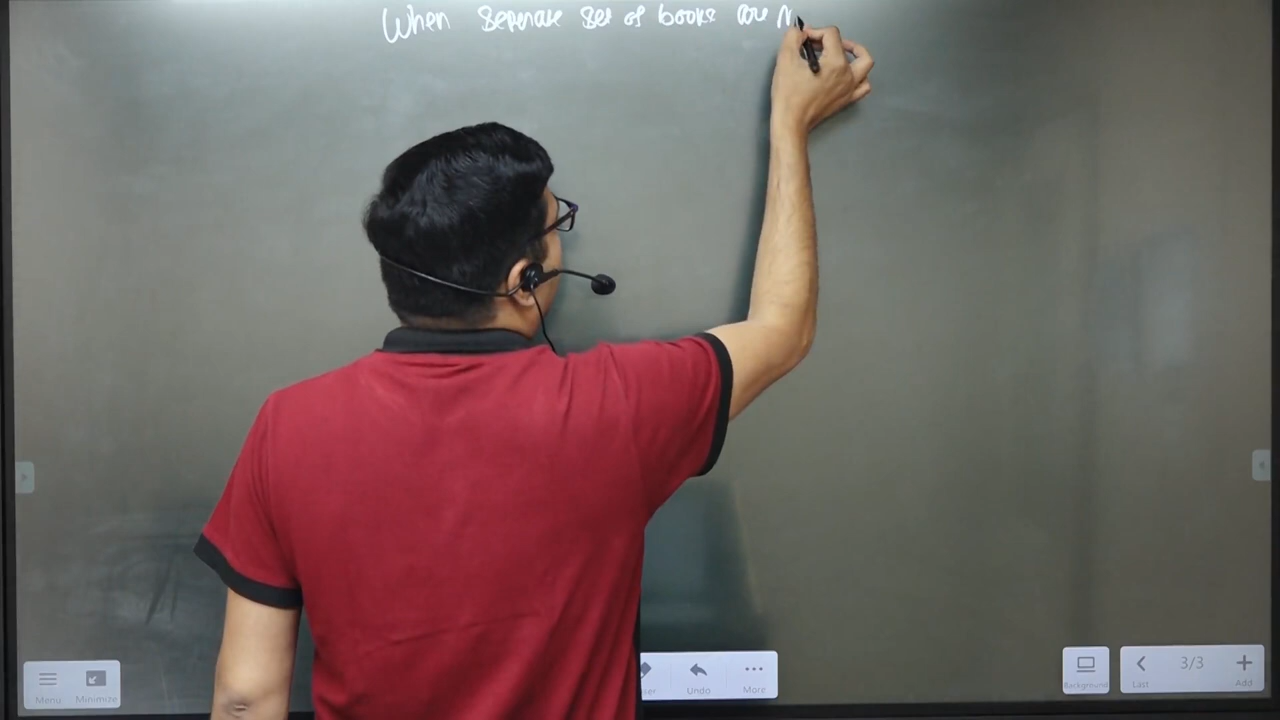 When Seperate Set of books are
Menu
Minimize
Undo
More
Background
3/3
Last
Add